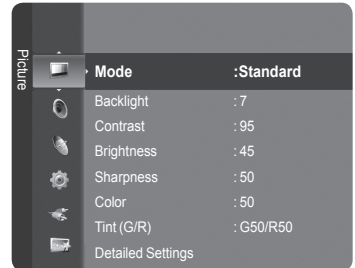 Picture
Mode :Standard
Backlight : 7
Contrast : 95
Brightness : 45
Sharpness : 50
Color : 50
Tint (G/R) : G50/R50
Detailed Settings